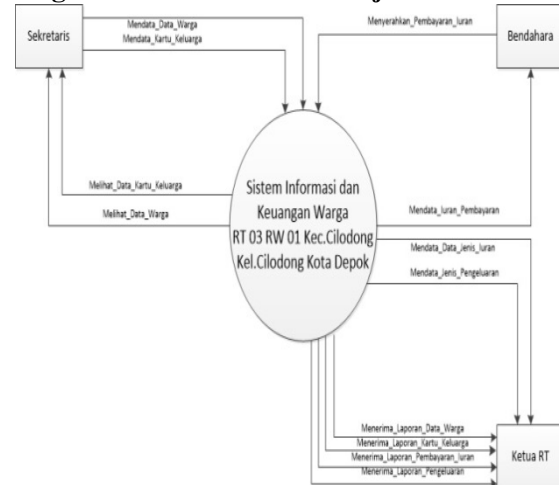 Sekretaris
Mendata_Data_Warga
Mendata_Kartu_Keluarga
Menyerahkan_Pembayaran_Iuran
Bendahara
Melihat_Data_Kartu_Keluarga
Melihat_Data_Warga
Sistem Informasi dan
Keuangan Warga
RT 03 RW 01 Kec.Cilodong
Kel.Cilodong Kota Depok
Mendata_Iuran_Pembayaran
Mendata_Data_Jenis_Iuran
Mendata_Jenis_Pengeluaran
Menerima_Laporan_Data_Warga
Menerima_Laporan_Kartu_Keluarga
Menerima_Laporan_Pembayaran_Iuran
Menerima_Laporan_Pengeluaran
Ketua RT